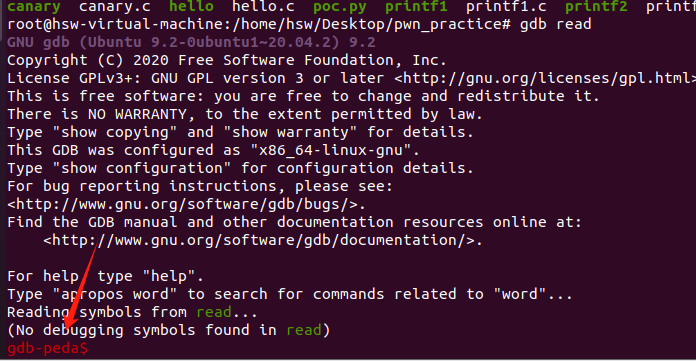 canary canary.c hello hello.c poc.py printf1 printf1.c printf2 printf
root@hsw-virtual-machine:/home/hsw/Desktop/pwn_practice# gdb read
GNU gdb (Ubuntu 9.2-0ubuntu1~20.04.2) 9.2
Copyright (C) 2020 Free Software Foundation, Inc.
License GPLv3+: GNU GPL version 3 or later <http://gnu.org/licenses/gpl.html>
This is free software: you are free to change and redistribute it.
There is NO WARRANTY, to the extent permitted by law.
Type "show copying" and "show warranty" for details.
This GDB was configured as "x86_64-linux-gnu".
Type "show configuration" for configuration details.
For bug reporting instructions, please see:
<http://www.gnu.org/software/gdb/bugs/>.
Find the GDB manual and other documentation resources online at:
<http://www.gnu.org/software/gdb/documentation/>.
For help, type "help".
Type "apropos word" to search for commands related to "word"...
Reading symbols from read...
(No debugging symbols found in read)
gdb-peda$